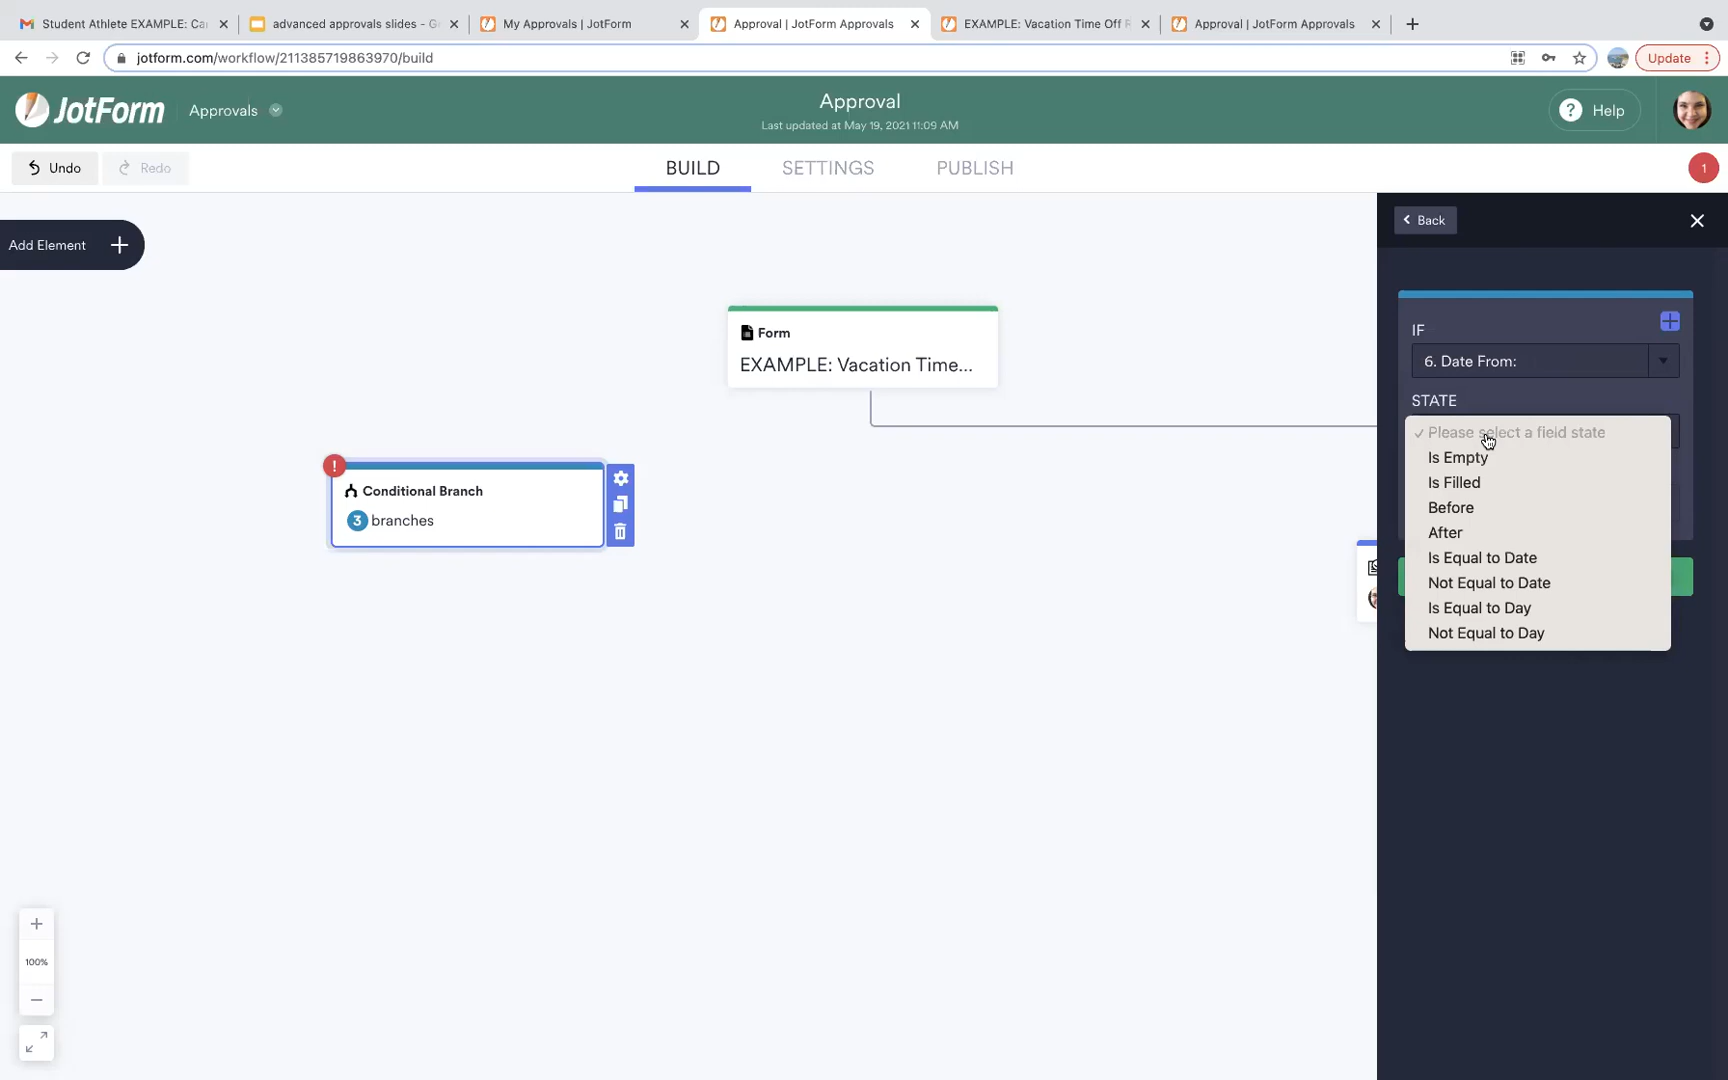 Student Athlete EXAMPLE: Ca
advanced approvals slides - G
My Approvals | JotForm
Approval | JotForm Approvals
EXAMPLE: Vacation Time Off R
Approval | JotForm Approvals
jotform.com/workflow/211385719863970/build
Update
JotForm
Approvals
Approval
Last updated at May 19, 2021 11:09 AM
? Help
Undo
Redo
BUILD
SETTINGS
PUBLISH
1
Add Element +
Back
Form
EXAMPLE: Vacation Time...
IF
6. Date From:
STATE
✓ Please select a field state
Is Empty
Is Filled
Before
After
Is Equal to Date
Not Equal to Date
Is Equal to Day
Not Equal to Day
!
Conditional Branch
3 branches
+
100%
−